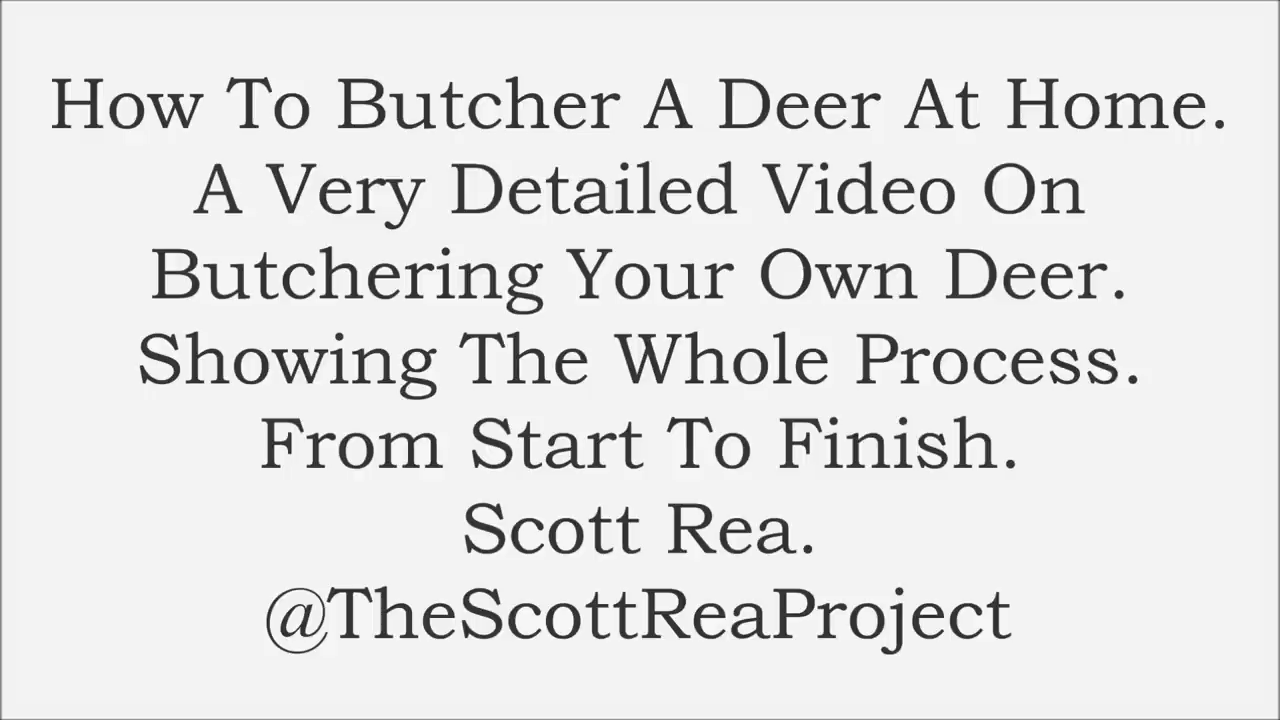 How To Butcher A Deer At Home.
A Very Detailed Video On
Butchering Your Own Deer.
Showing The Whole Process.
From Start To Finish.
Scott Rea.
@TheScottReaProject